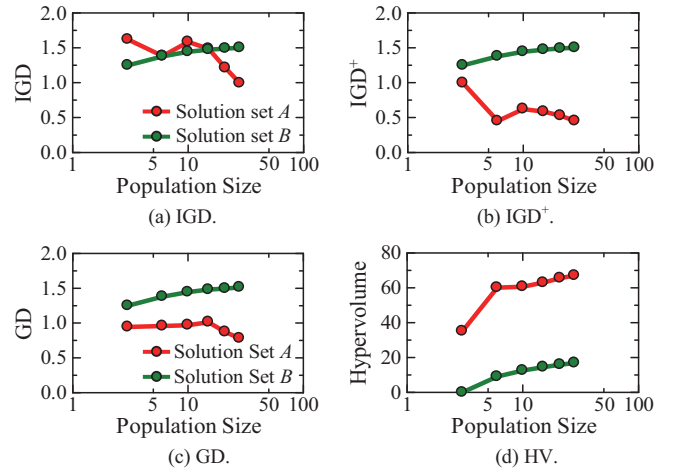 2.0
1.5
1.0
0.5
0.0
IGD
Solution set A
Solution set B
1 5 10 50 100
Population Size
(a) IGD.
2.0
1.5
1.0
0.5
0.0
IGD+
1 5 10 50 100
Population Size
(b) IGD+.
2.0
1.5
1.0
0.5
0.0
GD
Solution Set A
Solution Set B
1 5 10 50 100
Population Size
(c) GD.
80
60
40
20
0
Hypervolume
1 5 10 50 100
Population Size
(d) HV.